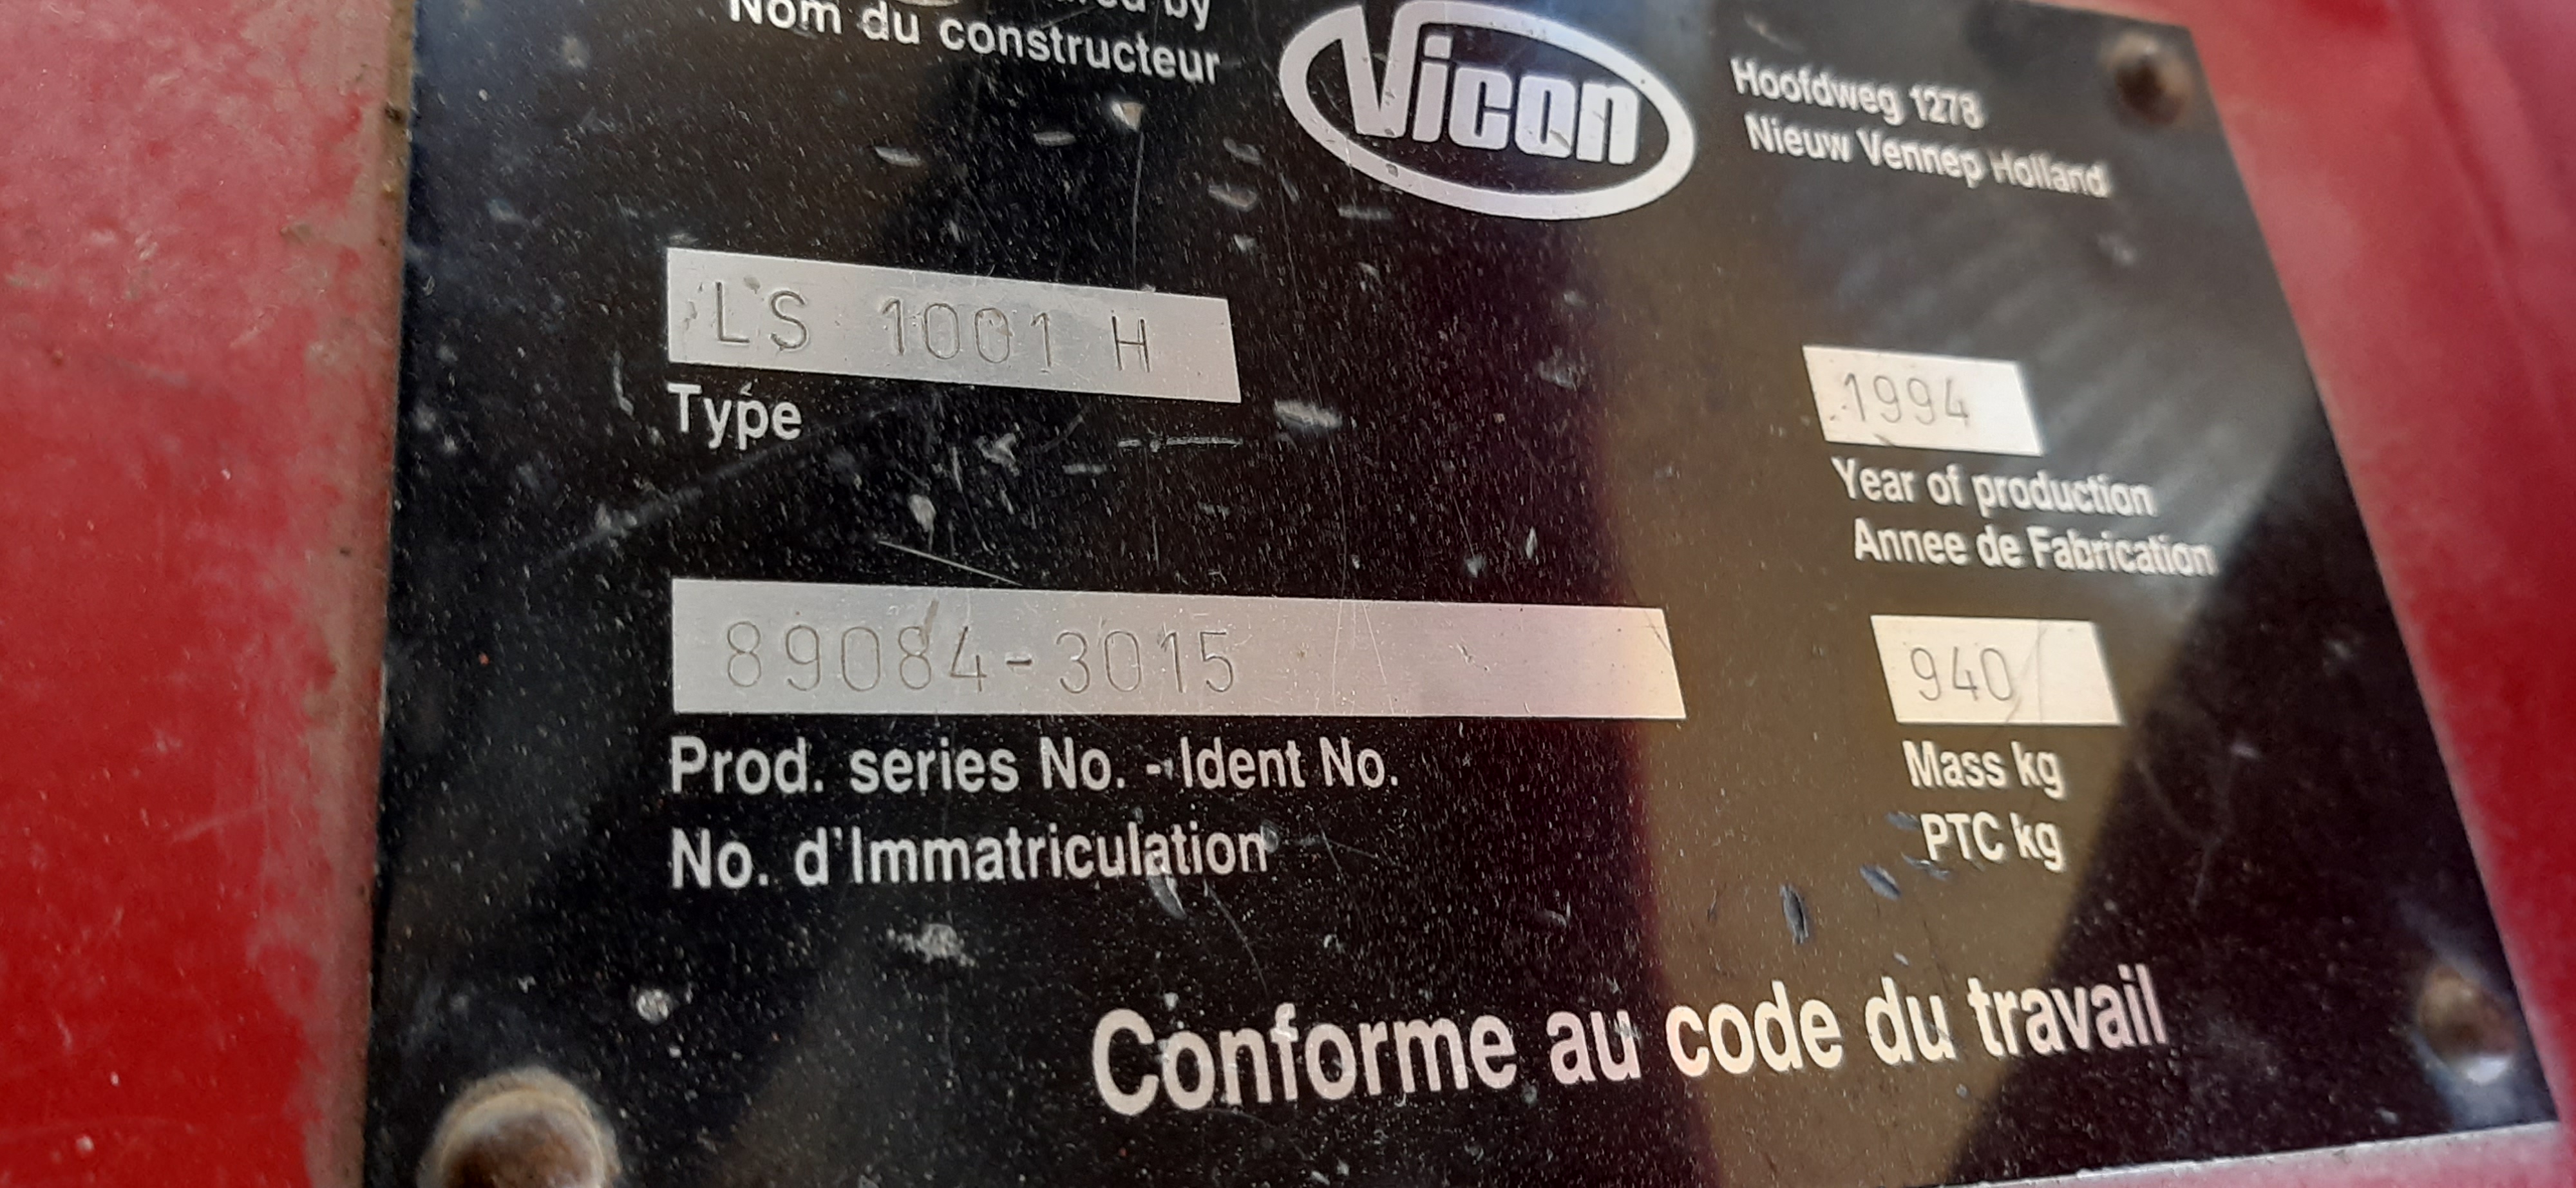 by
Nom du constructeur
Vicon
Hoofdweg 1278
Nieuw Vennep Holland
LS 1001 H
Type
1994
Year of production
Annee de Fabrication
89084-3015
Prod. series No. - Ident No.
No. d'Immatriculation
940
Mass kg
PTC kg
Conforme au code du travail